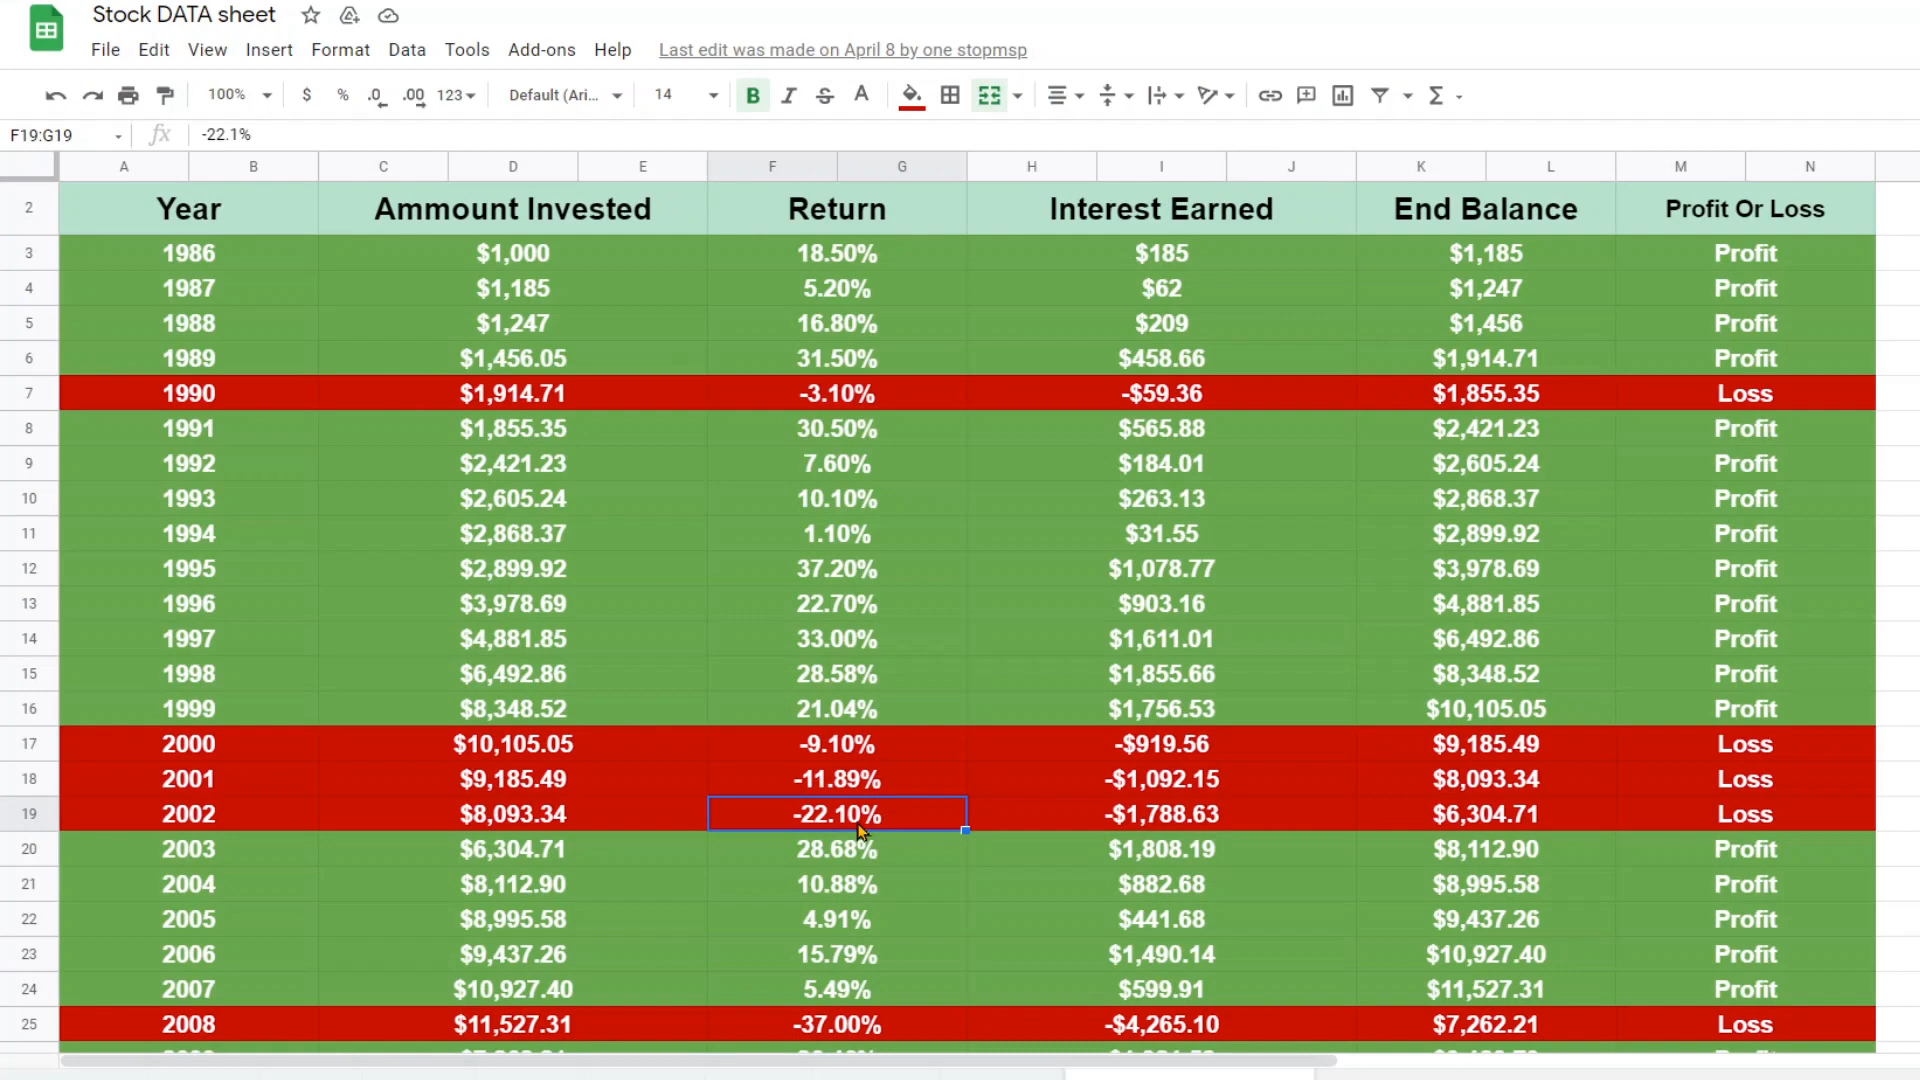 Stock DATA sheet
File Edit View Insert Format Data Tools Add-ons Help Last edit was made on April 8 by one stopmsp
100% $ % .0 .00 123 Default (Ari... 14 B I S A Σ
F19:G19 fx -22.1%
A B C D E F G H I J K L M N
2 Year Ammount Invested Return Interest Earned End Balance Profit Or Loss
3 1986 $1,000 18.50% $185 $1,185 Profit
4 1987 $1,185 5.20% $62 $1,247 Profit
5 1988 $1,247 16.80% $209 $1,456 Profit
6 1989 $1,456.05 31.50% $458.66 $1,914.71 Profit
7 1990 $1,914.71 -3.10% -$59.36 $1,855.35 Loss
8 1991 $1,855.35 30.50% $565.88 $2,421.23 Profit
9 1992 $2,421.23 7.60% $184.01 $2,605.24 Profit
10 1993 $2,605.24 10.10% $263.13 $2,868.37 Profit
11 1994 $2,868.37 1.10% $31.55 $2,899.92 Profit
12 1995 $2,899.92 37.20% $1,078.77 $3,978.69 Profit
13 1996 $3,978.69 22.70% $903.16 $4,881.85 Profit
14 1997 $4,881.85 33.00% $1,611.01 $6,492.86 Profit
15 1998 $6,492.86 28.58% $1,855.66 $8,348.52 Profit
16 1999 $8,348.52 21.04% $1,756.53 $10,105.05 Profit
17 2000 $10,105.05 -9.10% -$919.56 $9,185.49 Loss
18 2001 $9,185.49 -11.89% -$1,092.15 $8,093.34 Loss
19 2002 $8,093.34 -22.10% -$1,788.63 $6,304.71 Loss
20 2003 $6,304.71 28.68% $1,808.19 $8,112.90 Profit
21 2004 $8,112.90 10.88% $882.68 $8,995.58 Profit
22 2005 $8,995.58 4.91% $441.68 $9,437.26 Profit
23 2006 $9,437.26 15.79% $1,490.14 $10,927.40 Profit
24 2007 $10,927.40 5.49% $599.91 $11,527.31 Profit
25 2008 $11,527.31 -37.00% -$4,265.10 $7,262.21 Loss